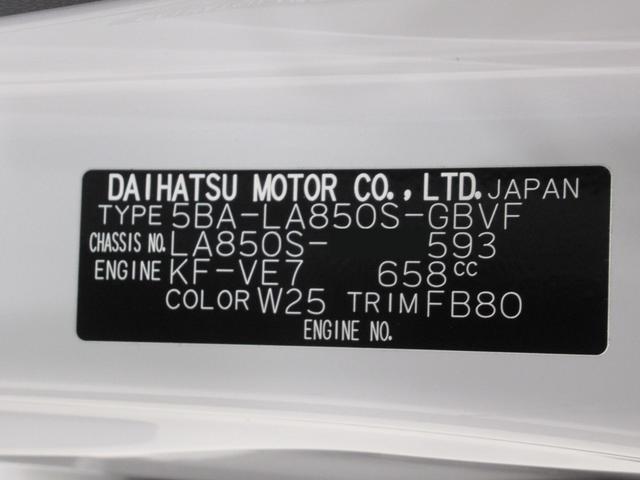 DAIHATSU MOTOR CO., LTD. JAPAN
TYPE 5BA-LA850S-GBVF
CHASSIS NO. LA850S- 593
ENGINE KF-VE7 658cc
COLOR W25 TRIM FB80
ENGINE NO.